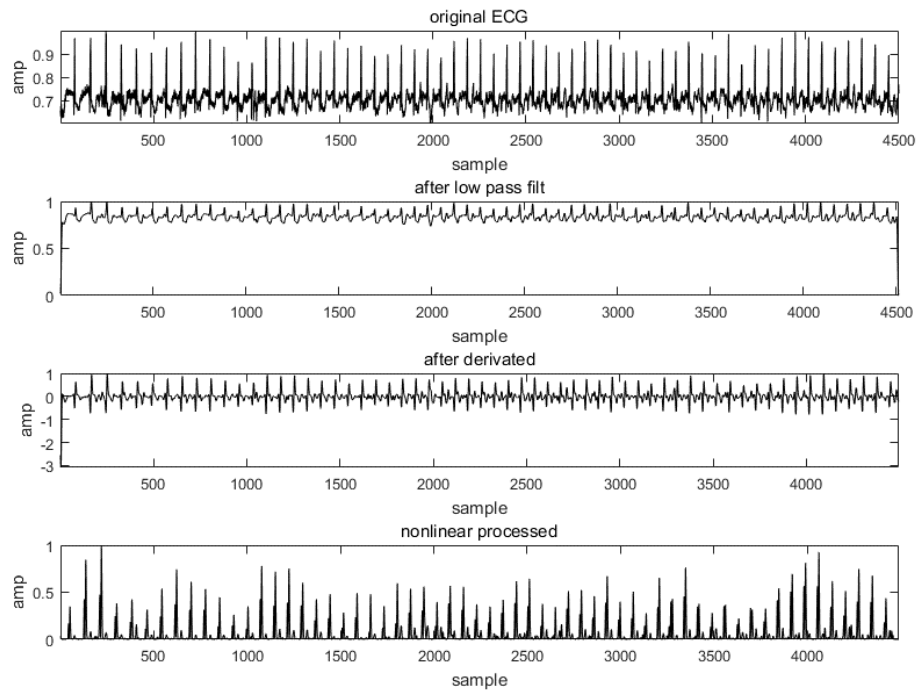 original ECG
amp
0.9
0.8
0.7
500 1000 1500 2000 2500 3000 3500 4000 4500
sample
after low pass filt
amp
1
0.5
0
500 1000 1500 2000 2500 3000 3500 4000 4500
sample
after derivated
amp
1
0
-1
-2
-3
500 1000 1500 2000 2500 3000 3500 4000
sample
nonlinear processed
amp
1
0.5
0
500 1000 1500 2000 2500 3000 3500 4000
sample